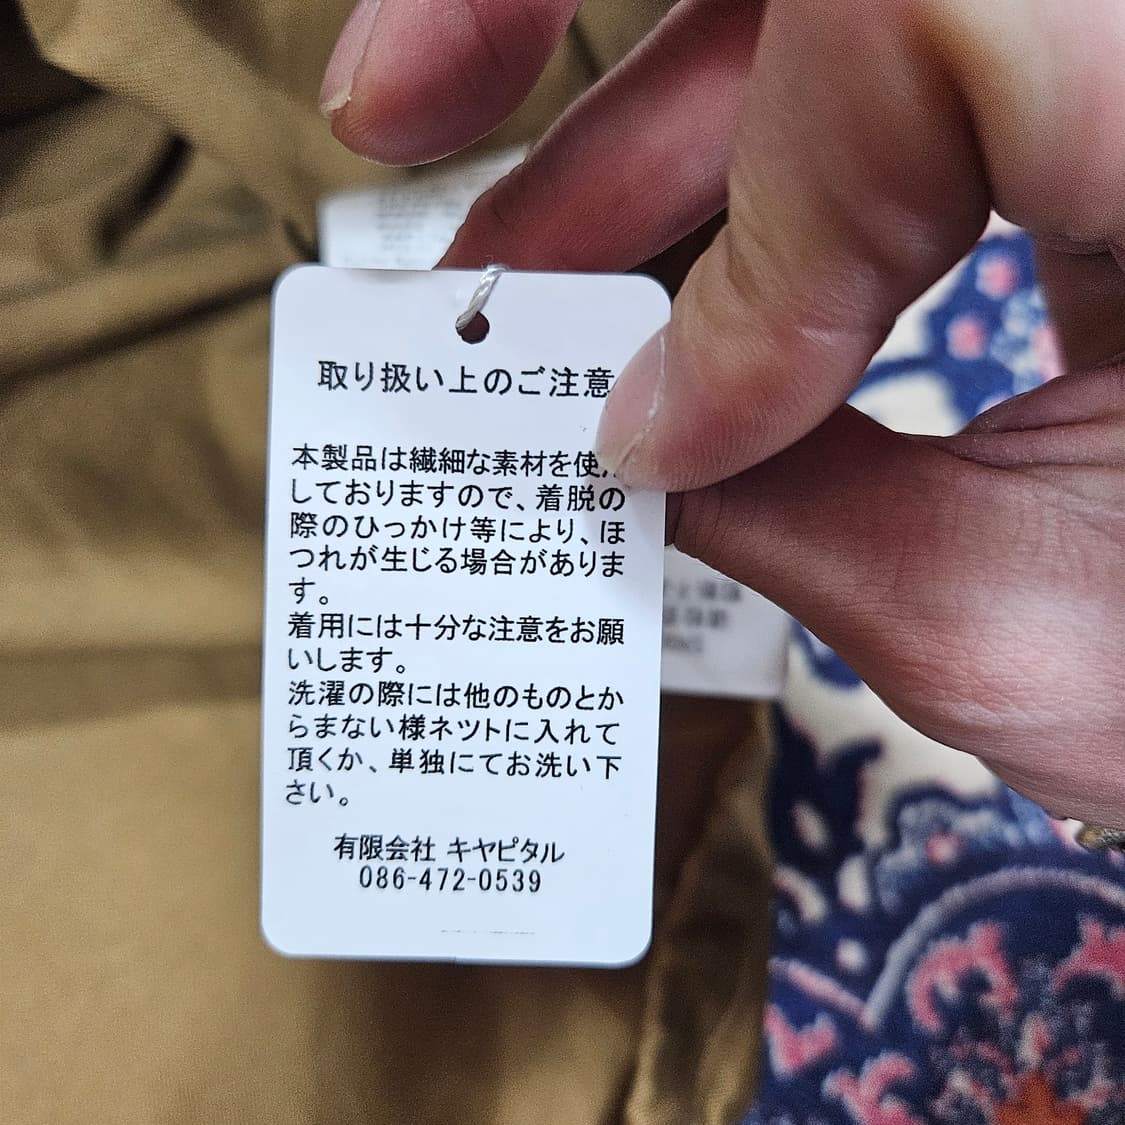 取り扱い上のご注意
本製品は繊細な素材を使
しておりますので、着脱の
際のひっかけ等により、ほ
つれが生じる場合がありま
す。
着用には十分な注意をお願
いします。
洗濯の際には他のものとか
らまない様ネツトに入れて
頂くか、単独にてお洗い下
さい。
有限会社 キヤピタル
086-472-0539